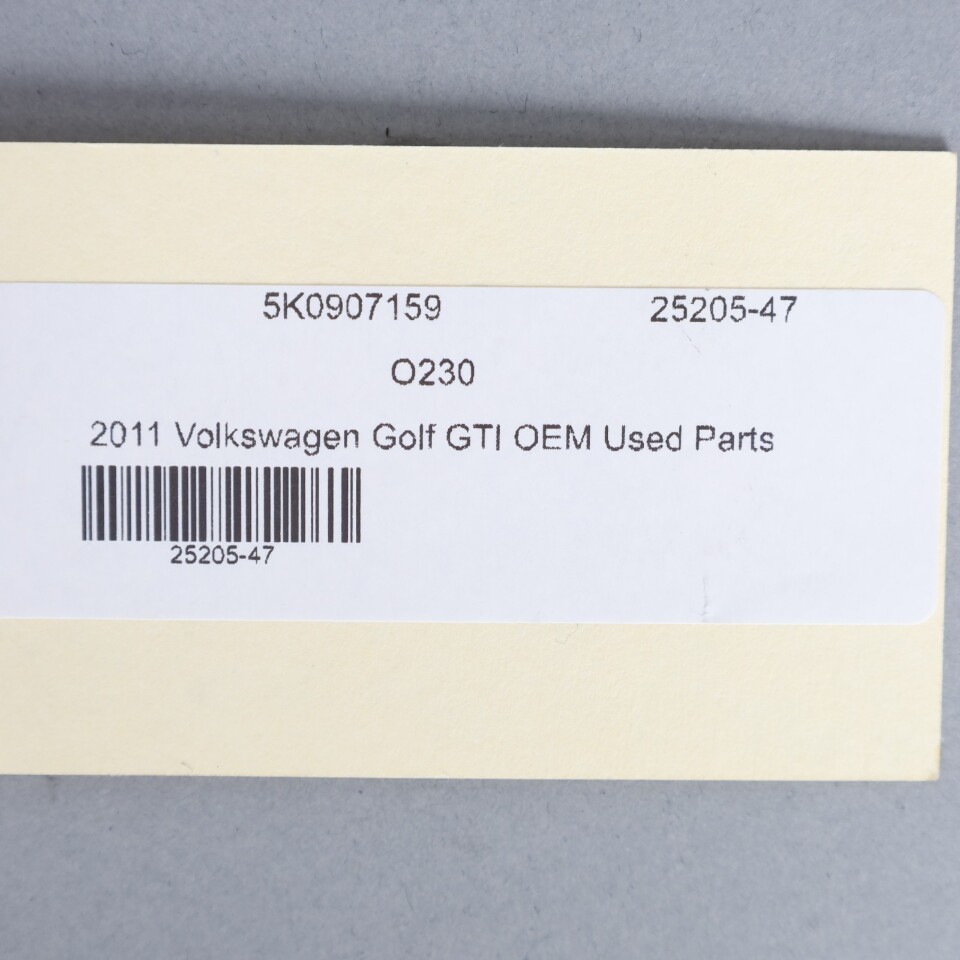 5K0907159 25205-47
O230
2011 Volkswagen Golf GTI OEM Used Parts
25205-47